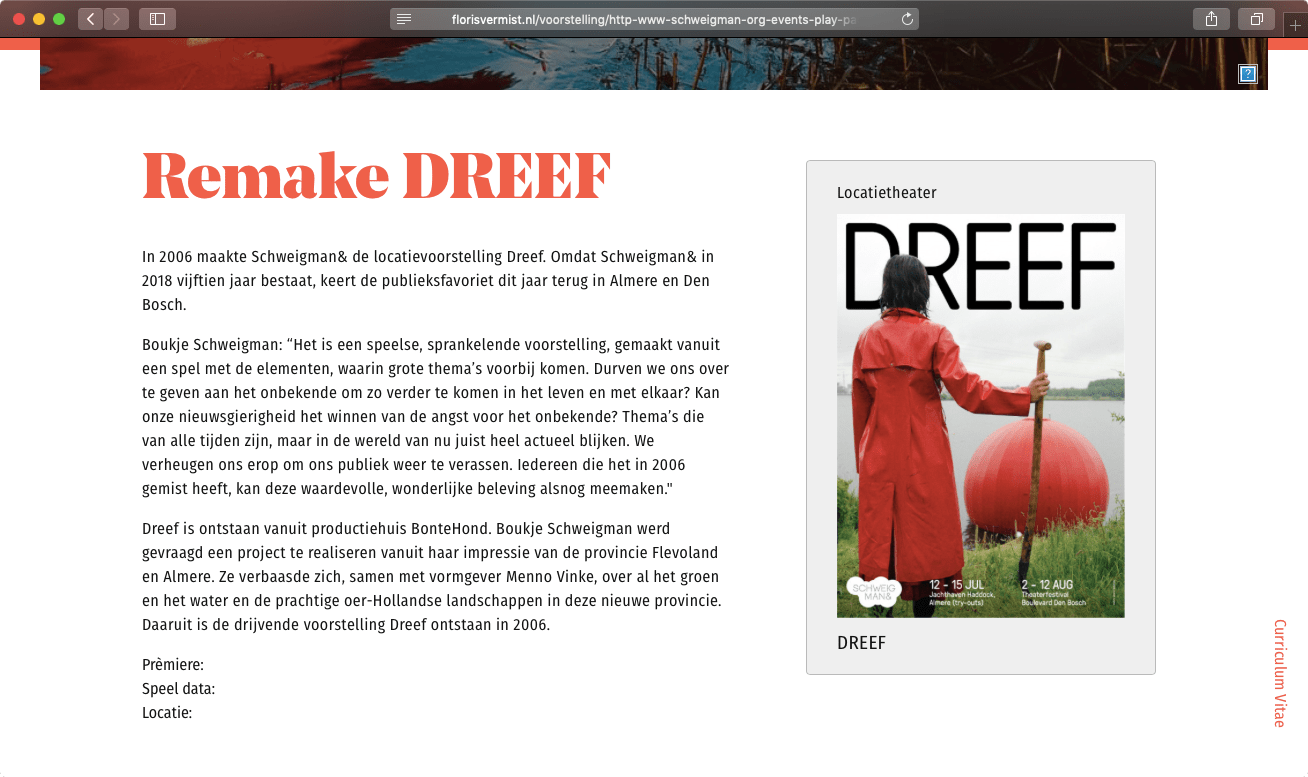 florisvermist.nl/voorstelling/http-www-schweigman-org-events-play-pa
Remake DREEF
In 2006 maakte Schweigman& de locatievoorstelling Dreef. Omdat Schweigman& in
2018 vijftien jaar bestaat, keert de publieksfavoriet dit jaar terug in Almere en Den
Bosch.
Boukje Schweigman: “Het is een speelse, sprankelende voorstelling, gemaakt vanuit
een spel met de elementen, waarin grote thema’s voorbij komen. Durven we ons over
te geven aan het onbekende om zo verder te komen in het leven en met elkaar? Kan
onze nieuwsgierigheid het winnen van de angst voor het onbekende? Thema’s die
van alle tijden zijn, maar in de wereld van nu juist heel actueel blijken. We
verheugen ons erop om ons publiek weer te verassen. Iedereen die het in 2006
gemist heeft, kan deze waardevolle, wonderlijke beleving alsnog meemaken."
Dreef is ontstaan vanuit productiehuis BonteHond. Boukje Schweigman werd
gevraagd een project te realiseren vanuit haar impressie van de provincie Flevoland
en Almere. Ze verbaasde zich, samen met vormgever Menno Vinke, over al het groen
en het water en de prachtige oer-Hollandse landschappen in deze nieuwe provincie.
Daaruit is de drijvende voorstelling Dreef ontstaan in 2006.
Prèmiere:
Speel data:
Locatie:
Locatietheater
DREEF
SCHWEIG
MAN&
12 – 15 JUL
Jachthaven Haddock,
Almere (try-outs)
2 – 12 AUG
Theaterfestival
Boulevard Den Bosch
DREEF
Curriculum Vitae